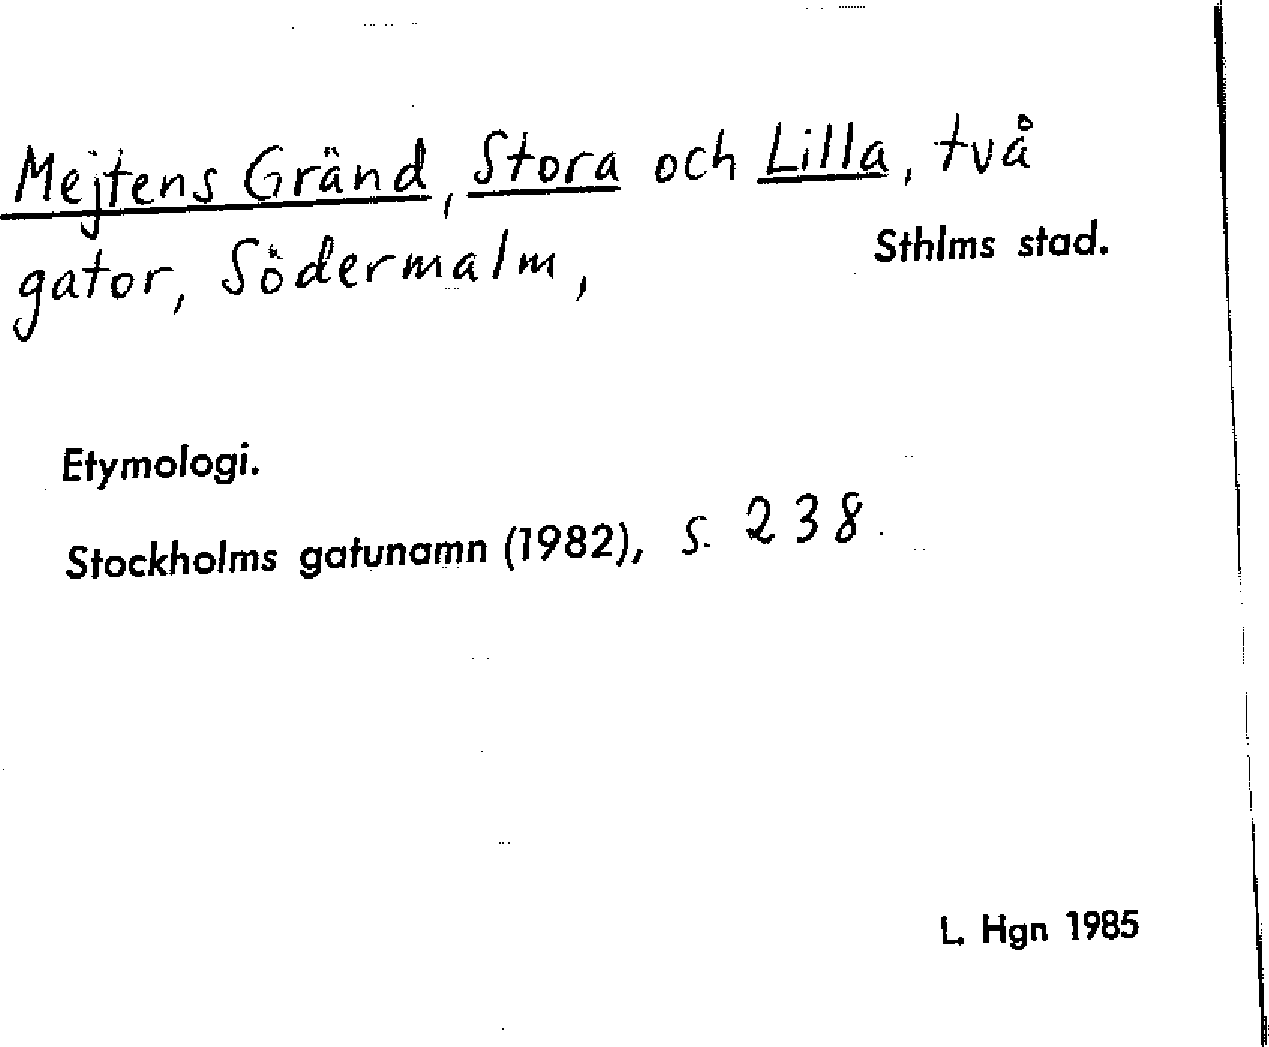 Mejtens Gränd, Stora och Lilla, två
gator, Södermalm, Sthlms stad.
Etymologi.
Stockholms gatunamn (1982), s. 238.
L. Hgn 1985